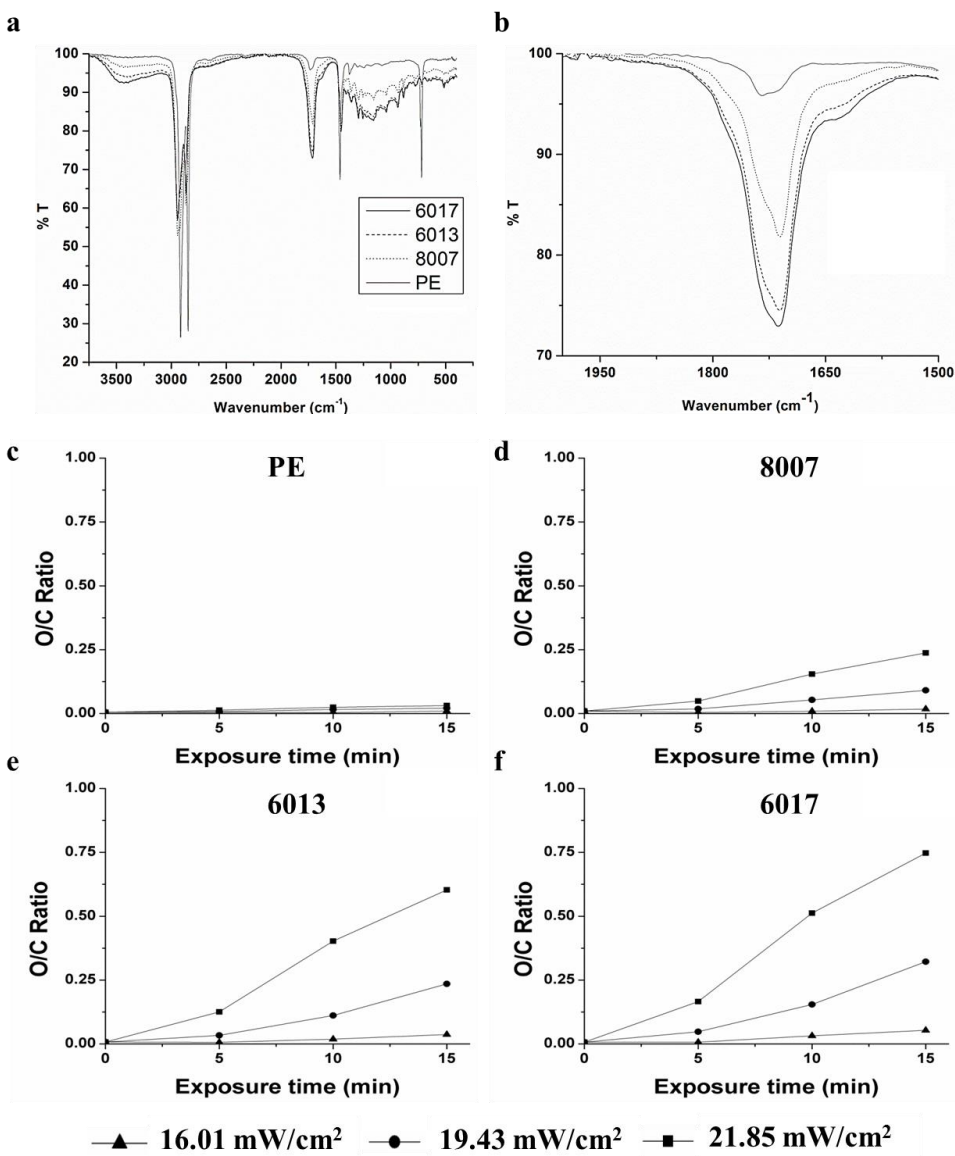 a
100
90
80
70
60
50
40
30
20
% T
3500 3000 2500 2000 1500 1000 500
Wavenumber (cm⁻¹)
6017
6013
8007
PE
b
100
90
80
70
% T
1950 1800 1650 1500
Wavenumber (cm⁻¹)
c
PE
1.00
0.75
0.50
0.25
0.00
O/C Ratio
0 5 10 15
Exposure time (min)
d
8007
1.00
0.75
0.50
0.25
0.00
O/C Ratio
0 5 10 15
Exposure time (min)
e
6013
1.00
0.75
0.50
0.25
0.00
O/C Ratio
0 5 10 15
Exposure time (min)
f
6017
1.00
0.75
0.50
0.25
0.00
O/C Ratio
0 5 10 15
Exposure time (min)
16.01 mW/cm² 19.43 mW/cm² 21.85 mW/cm²